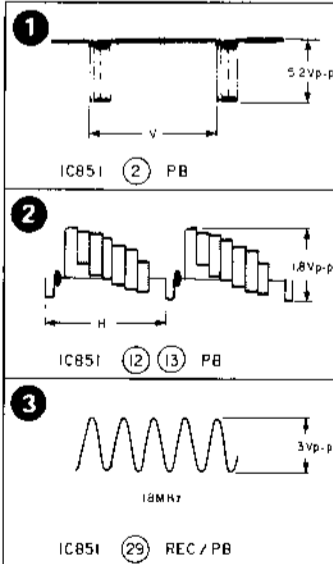 1
5.2Vp-p
V
IC851 2 PB
2
1.8Vp-p
H
IC851 12 13 PB
3
3Vp-p
18MHz
IC851 29 REC/PB